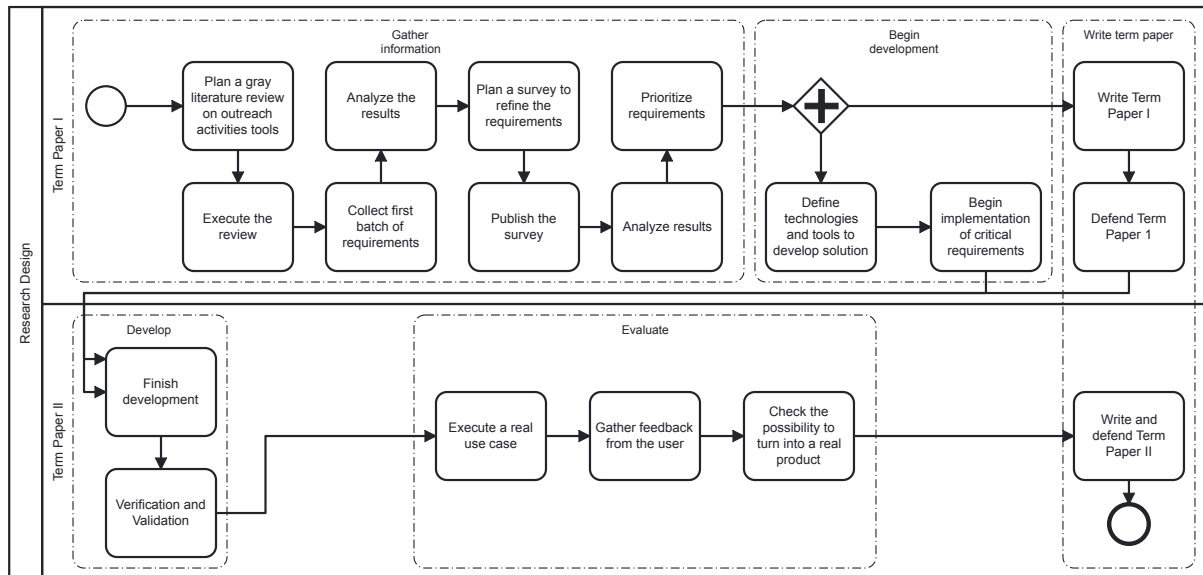 Research Design
Term Paper I
Gather
information
Plan a gray
literature review
on outreach
activities tools
Execute the
review
Collect first
batch of
requirements
Analyze the
results
Plan a survey to
refine the
requirements
Publish the
survey
Analyze results
Prioritize
requirements
Begin
development
Define
technologies
and tools to
develop solution
Begin
implementation
of critical
requirements
Write term paper
Write Term
Paper I
Defend Term
Paper 1
Term Paper II
Develop
Finish
development
Verification and
Validation
Evaluate
Execute a real
use case
Gather feedback
from the user
Check the
possibility to
turn into a real
product
Write and
defend Term
Paper II